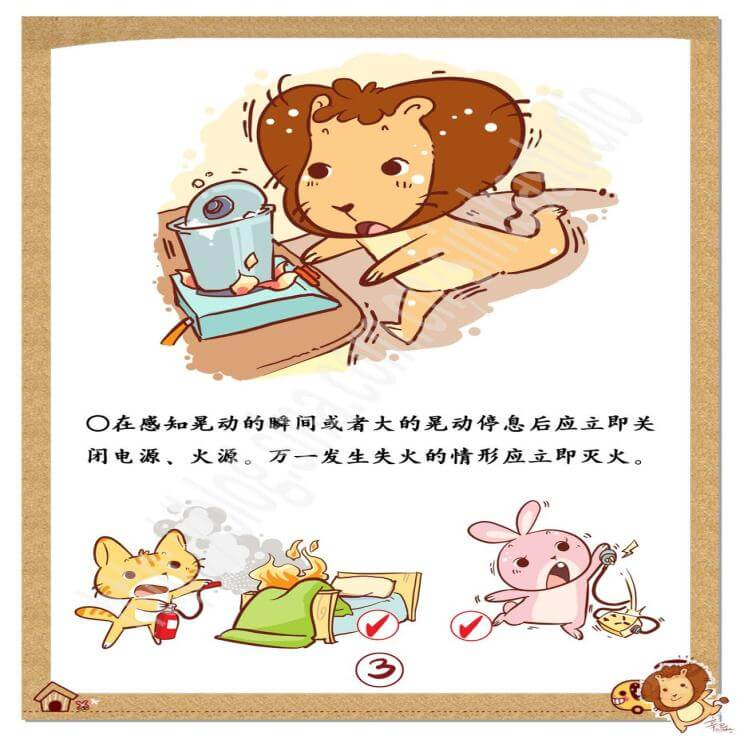 〇在感知晃动的瞬间或者大的晃动停息后应立即关
闭电源、火源。万一发生失火的情形应立即灭火。
3